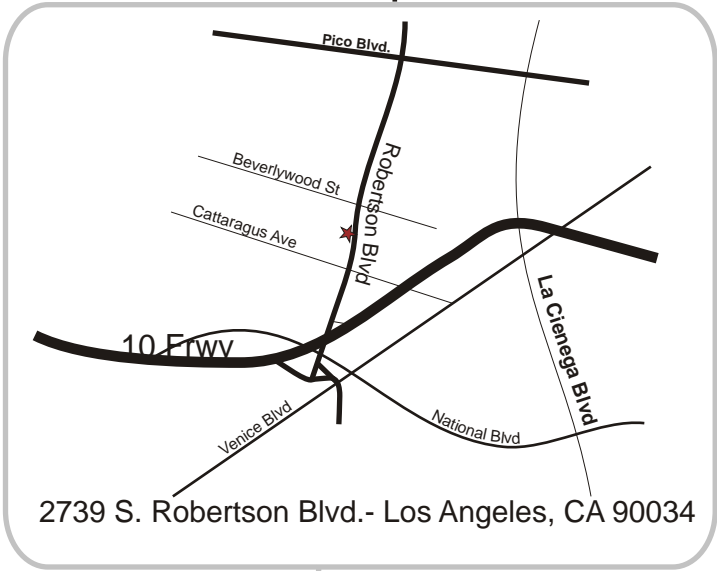 Pico Blvd.
Robertson Blvd
Beverlywood St
Cattaragus Ave
10 Frwy
La Cienega Blvd
Venice Blvd
National Blvd
2739 S. Robertson Blvd.- Los Angeles, CA 90034